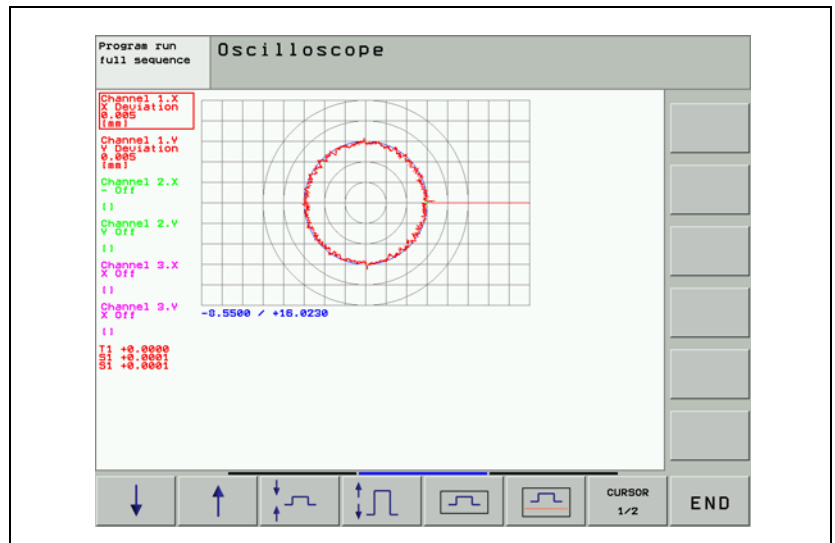 Program run
full sequence
Oscilloscope
Channel 1.X
X Deviation
0.005
[mm]
Channel 1.Y
Y Deviation
0.005
[mm]
Channel 2.X
- Off
[]
Channel 2.Y
Y Off
[]
Channel 3.X
X Off
[]
Channel 3.Y
X Off
[]
T1 +0.0000
S1 +0.0001
S1 +0.0001
-8.5500 / +16.0230
CURSOR
1/2
END